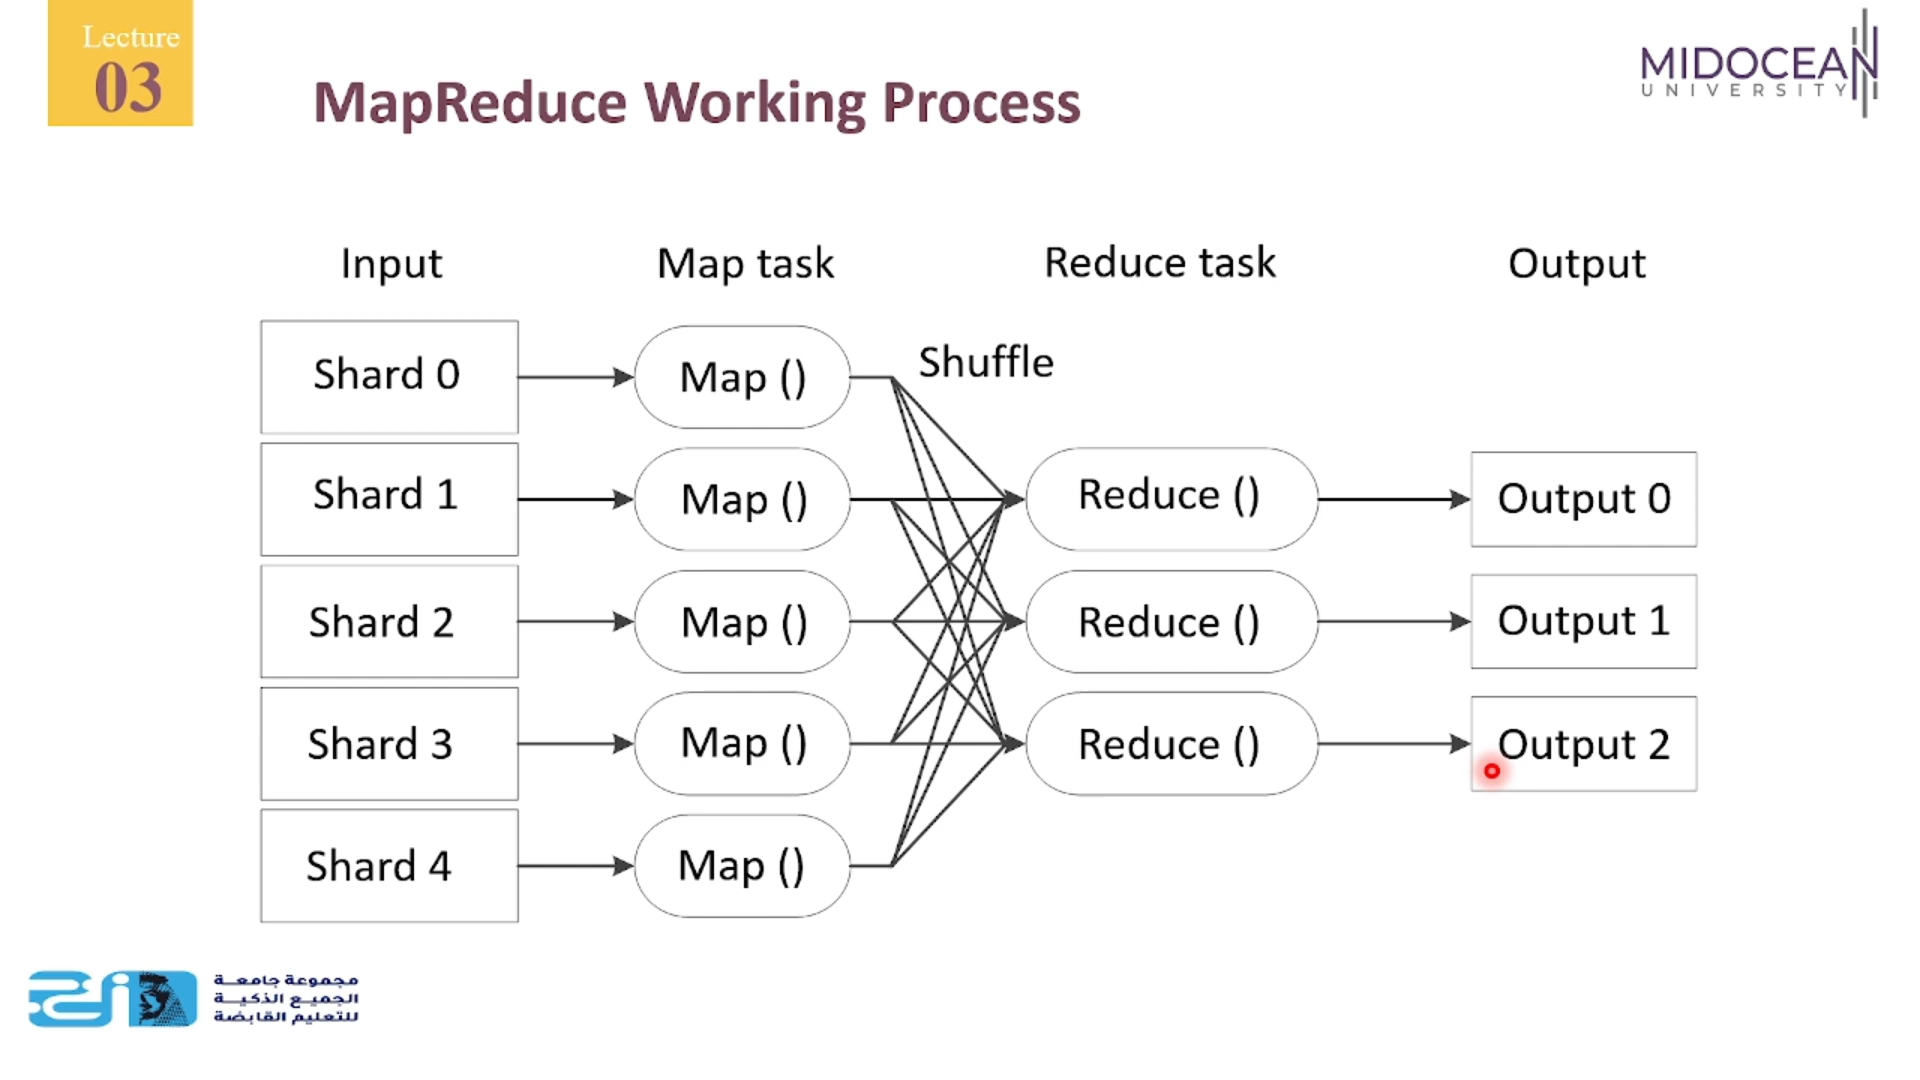 Lecture
03
MapReduce Working Process
MIDOCEAN
UNIVERSITY
Input
Map task
Reduce task
Output
Shard 0
Map ()
Shuffle
Shard 1
Map ()
Reduce ()
Output 0
Shard 2
Map ()
Reduce ()
Output 1
Shard 3
Map ()
Reduce ()
Output 2
Shard 4
Map ()
مجموعة جامعة
الجميع الذكية
للتعليم القابضة